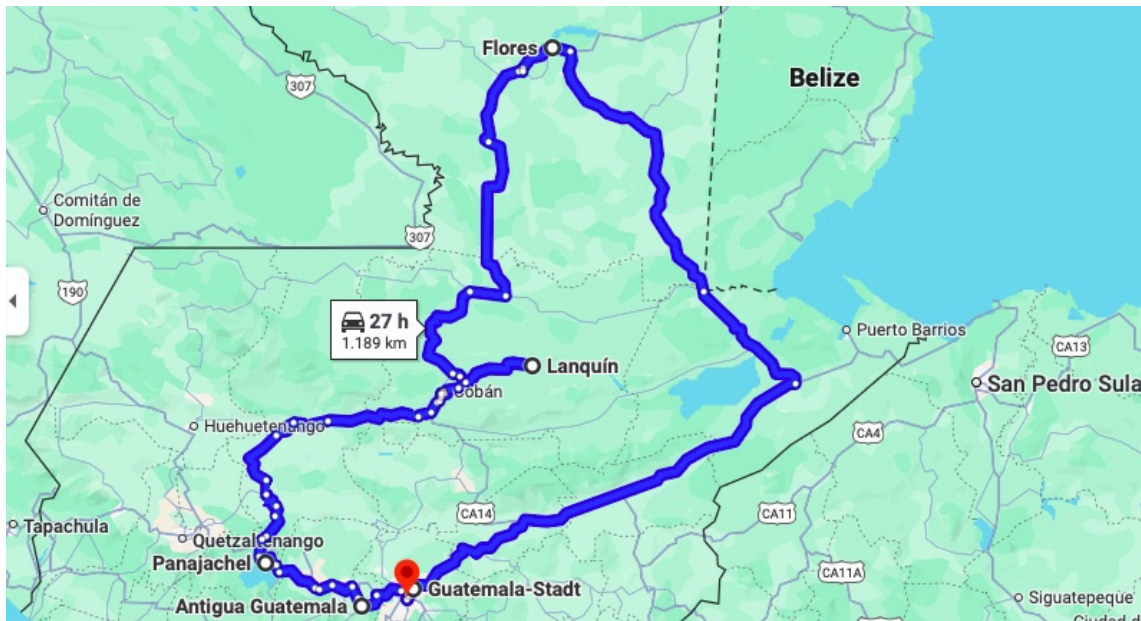 Flores
Belize
307
Comitán de
Domínguez
307
190
27 h
1.189 km
Puerto Barrios
CA13
Lanquín
San Pedro Sula
Cobán
Huehuetenango
CA4
CA14
CA11
Tapachula
Quetzaltenango
Panajachel
CA11A
Guatemala-Stadt
Antigua Guatemala
Siguatepeque
Ciudad d